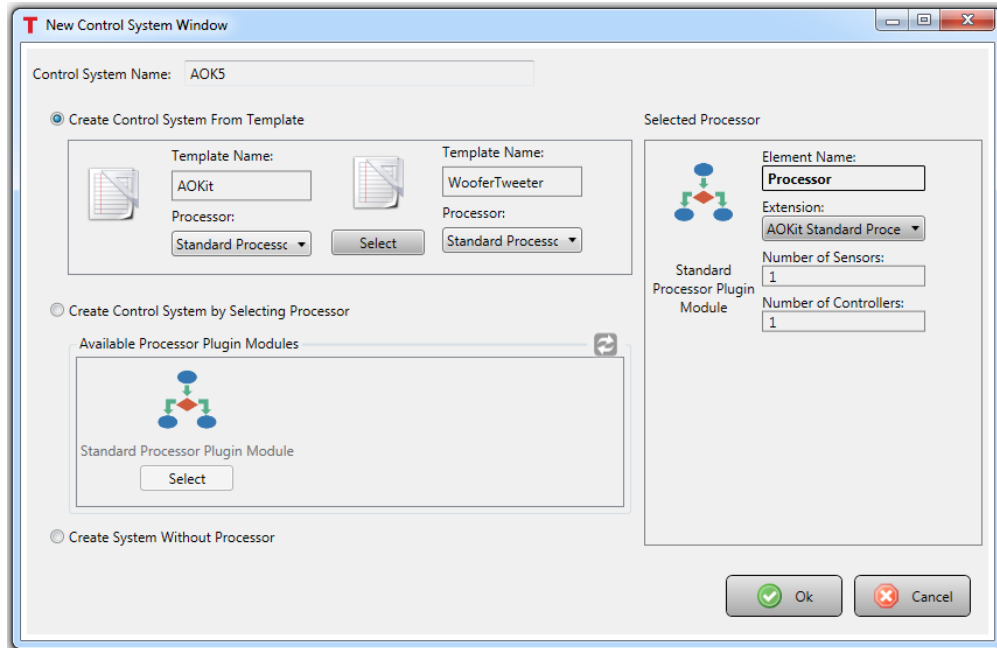 T New Control System Window
Control System Name: AOK5
Create Control System From Template
Template Name:
AOKit
Processor:
Standard Processc
Select
Template Name:
WooferTweeter
Processor:
Standard Processc
Create Control System by Selecting Processor
Available Processor Plugin Modules
Standard Processor Plugin Module
Select
Create System Without Processor
Selected Processor
Standard
Processor Plugin
Module
Element Name:
Processor
Extension:
AOKit Standard Proce
Number of Sensors:
1
Number of Controllers:
1
Ok
Cancel